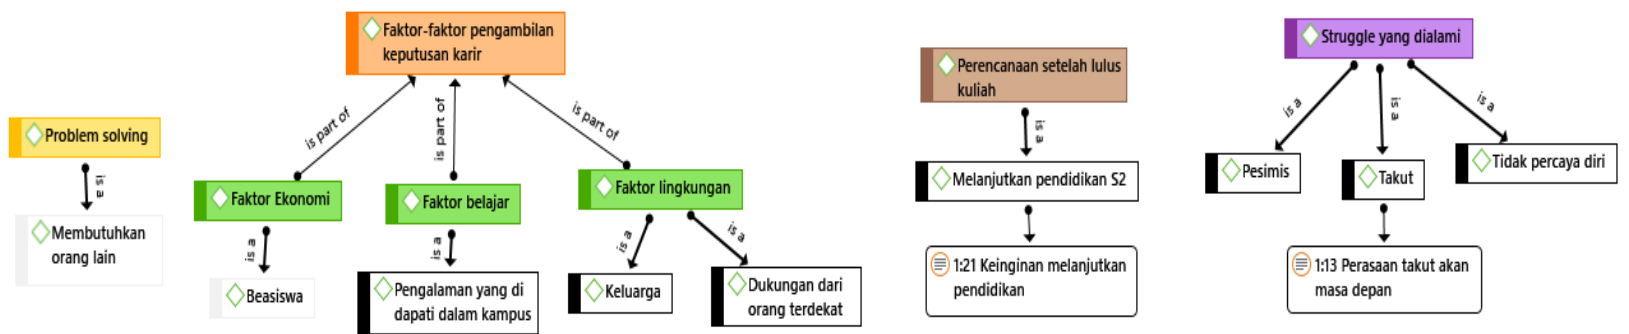 Problem solving
is a
Membutuhkan
orang lain
Faktor-faktor pengambilan
keputusan karir
is part of
is part of
is part of
Faktor Ekonomi
is a
Beasiswa
Faktor belajar
is a
Pengalaman yang di
dapati dalam kampus
Faktor lingkungan
is a
is a
Keluarga
Dukungan dari
orang terdekat
Perencanaan setelah lulus
kuliah
is a
Melanjutkan pendidikan S2
1:21 Keinginan melanjutkan
pendidikan
Struggle yang dialami
is a
is a
is a
Pesimis
Takut
Tidak percaya diri
1:13 Perasaan takut akan
masa depan